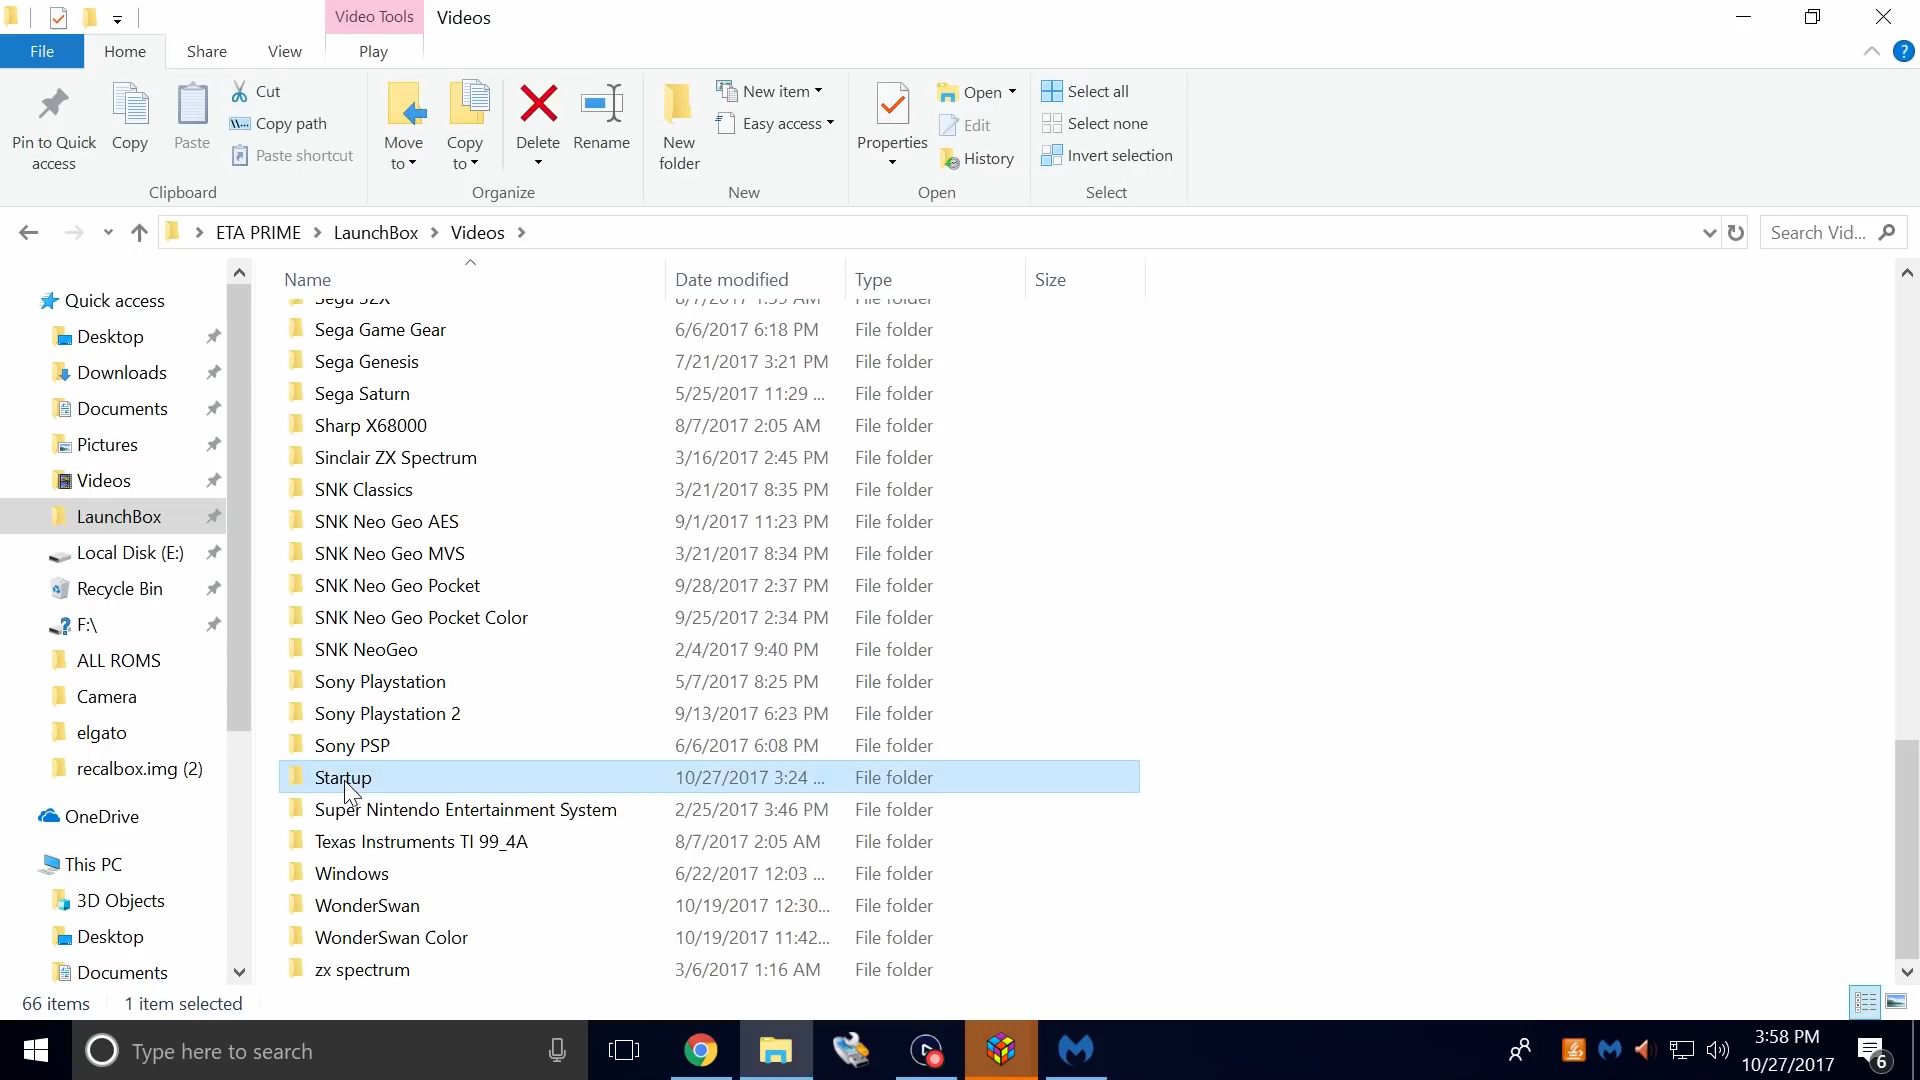 Video Tools
Videos
File
Home
Share
View
Play
Pin to Quick access
Copy
Paste
Cut
Copy path
Paste shortcut
Clipboard
Move to
Copy to
Delete
Rename
Organize
New folder
New item
Easy access
New
Properties
Open
Edit
History
Open
Select all
Select none
Invert selection
Select
ETA PRIME
LaunchBox
Videos
Search Vid...
Name
Date modified
Type
Size
Sega 32X 8/7/2017 1:59 AM File folder
Sega Game Gear 6/6/2017 6:18 PM File folder
Sega Genesis 7/21/2017 3:21 PM File folder
Sega Saturn 5/25/2017 11:29 ... File folder
Sharp X68000 8/7/2017 2:05 AM File folder
Sinclair ZX Spectrum 3/16/2017 2:45 PM File folder
SNK Classics 3/21/2017 8:35 PM File folder
SNK Neo Geo AES 9/1/2017 11:23 PM File folder
SNK Neo Geo MVS 3/21/2017 8:34 PM File folder
SNK Neo Geo Pocket 9/28/2017 2:37 PM File folder
SNK Neo Geo Pocket Color 9/25/2017 2:34 PM File folder
SNK NeoGeo 2/4/2017 9:40 PM File folder
Sony Playstation 5/7/2017 8:25 PM File folder
Sony Playstation 2 9/13/2017 6:23 PM File folder
Sony PSP 6/6/2017 6:08 PM File folder
Startup 10/27/2017 3:24 ... File folder
Super Nintendo Entertainment System 2/25/2017 3:46 PM File folder
Texas Instruments TI 99_4A 8/7/2017 2:05 AM File folder
Windows 6/22/2017 12:03 ... File folder
WonderSwan 10/19/2017 12:30... File folder
WonderSwan Color 10/19/2017 11:42... File folder
zx spectrum 3/6/2017 1:16 AM File folder
Quick access
Desktop
Downloads
Documents
Pictures
Videos
LaunchBox
Local Disk (E:)
Recycle Bin
F:\
ALL ROMS
Camera
elgato
recalbox.img (2)
OneDrive
This PC
3D Objects
Desktop
Documents
66 items
1 item selected
Type here to search
3:58 PM
10/27/2017
6